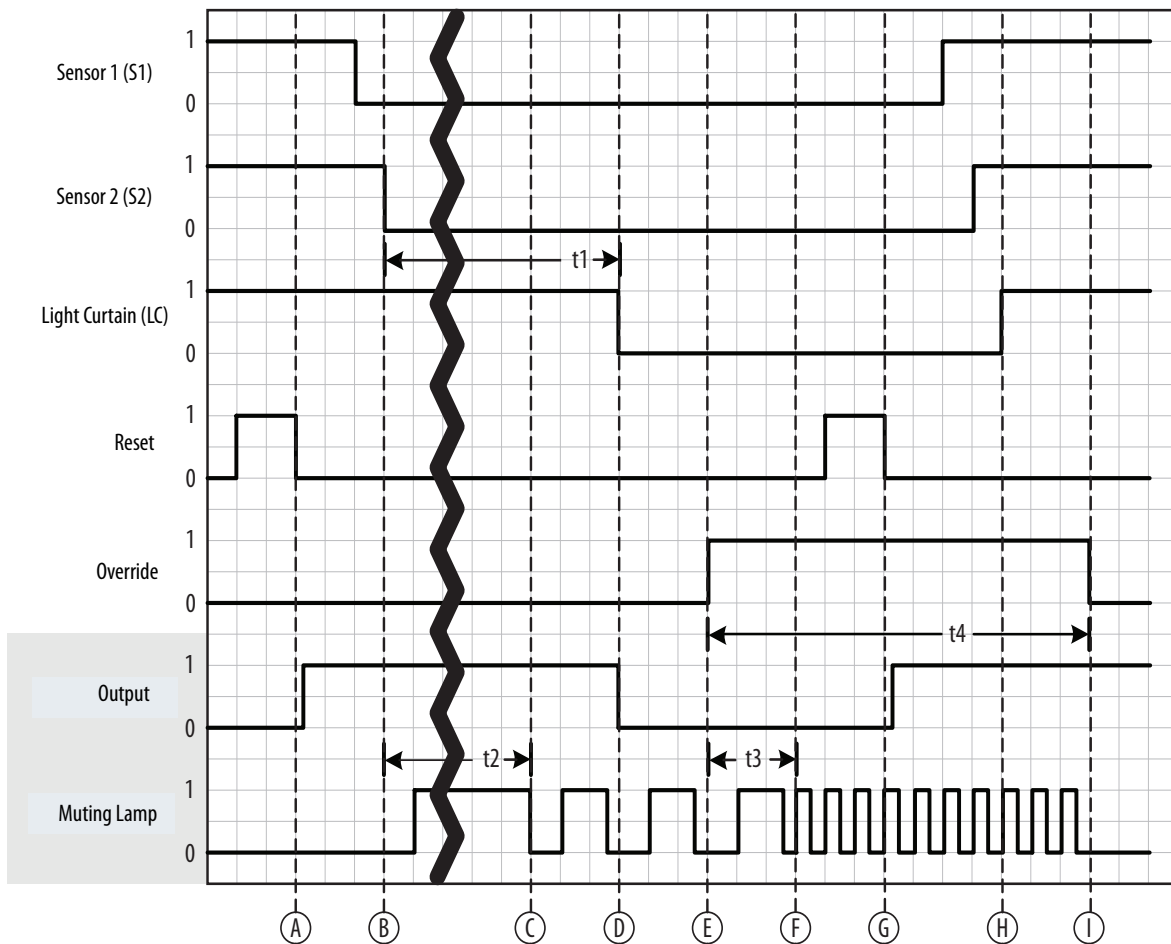 1
Sensor 1 (S1)
0
1
Sensor 2 (S2)
0
t1
1
Light Curtain (LC)
0
1
Reset
0
1
Override
0
t4
1
Output
0
t2
t3
1
Muting Lamp
0
A B C D E F G H I